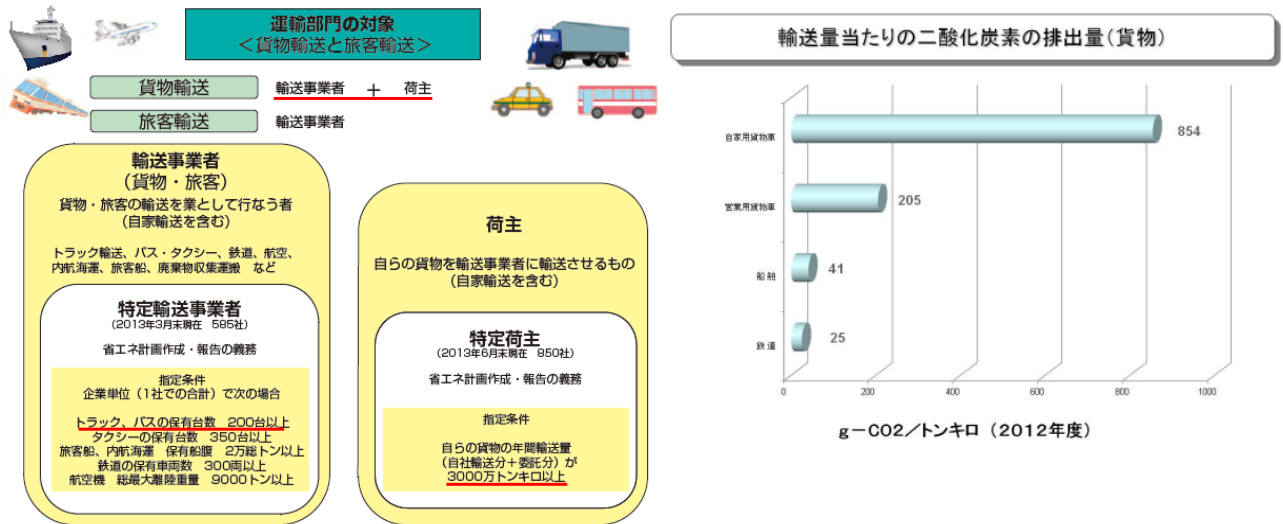 運輸部門の対象
＜貨物輸送と旅客輸送＞
貨物輸送　輸送事業者　＋　荷主
旅客輸送　輸送事業者
輸送事業者
（貨物・旅客）
貨物・旅客の輸送を業として行なう者
（自家輸送を含む）
トラック輸送、バス・タクシー、鉄道、航空、
内航海運、旅客船、廃棄物収集運搬　など
特定輸送事業者
（2013年3月末現在　585社）
省エネ計画作成・報告の義務
指定条件
企業単位（１社での合計）で次の場合
トラック、バスの保有台数　200台以上
タクシーの保有台数　350台以上
旅客船、内航海運　保有船腹　2万総トン以上
鉄道の保有車両数　300両以上
航空機　総最大離陸重量　9000トン以上
荷主
自らの貨物を輸送事業者に輸送させるもの
（自家輸送を含む）
特定荷主
（2013年6月末現在　850社）
省エネ計画作成・報告の義務
指定条件
自らの貨物の年間輸送量
（自社輸送分＋委託分）が
3000万トンキロ以上
輸送量当たりの二酸化炭素の排出量（貨物）
自家用貨物車　854
営業用貨物車　205
船舶　41
鉄道　25
0　200　400　600　800　1000
g－CO2／トンキロ（2012年度）